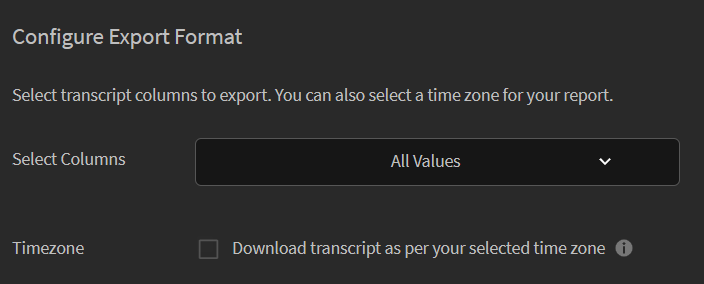 Configure Export Format
Select transcript columns to export. You can also select a time zone for your report.
Select Columns
All Values
Timezone
Download transcript as per your selected time zone